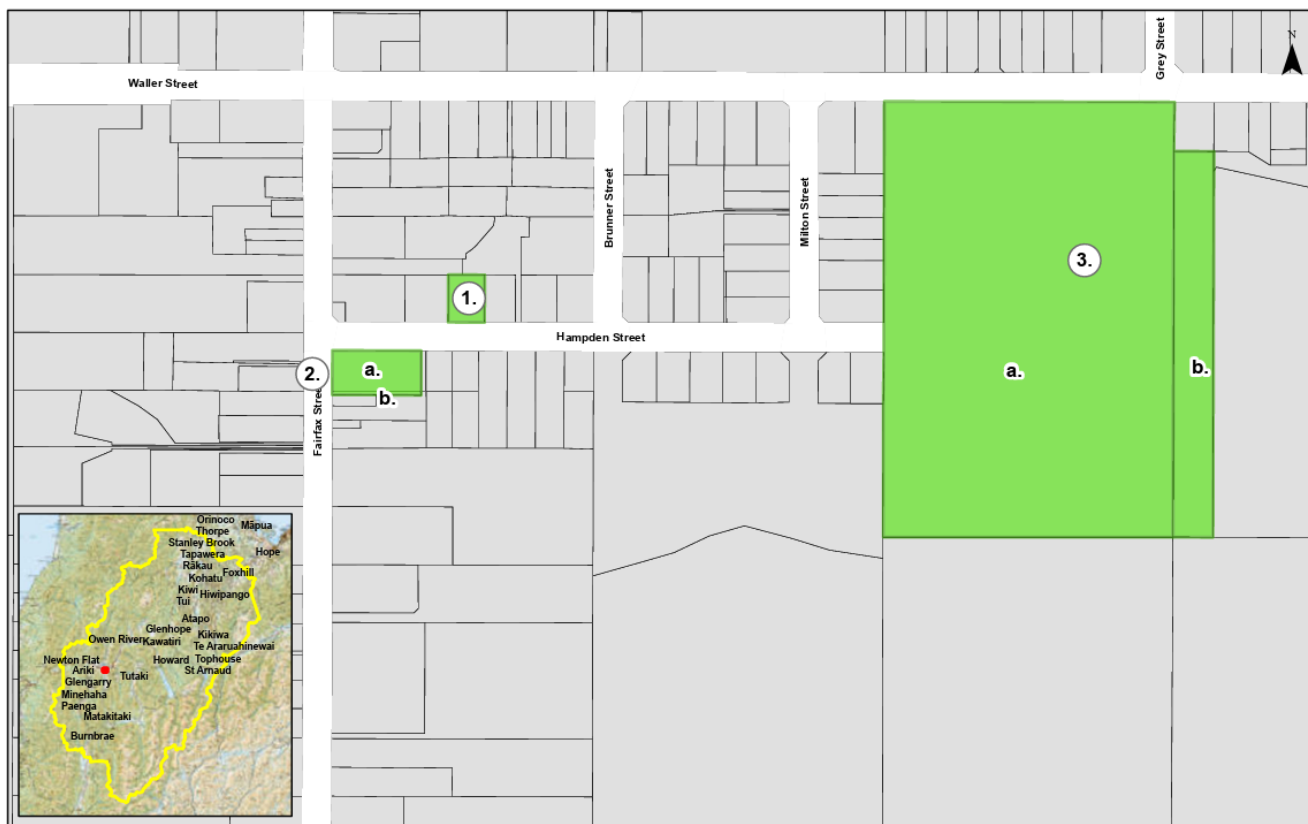 N
Grey Street
Waller Street
Brunner Street
Milton Street
3.
1.
Hampden Street
2.
a.
b.
a.
b.
Fairfax Street
Orinoco
Māpua
Thorpe
Stanley Brook
Hope
Tapawera
Rākau
Foxhill
Kohatu
Kiwi
Hiwipango
Tui
Atapo
Glenhope
Kikiwa
Owen River
Kawatiri
Te Araruahinewai
Newton Flat
Howard
Tophouse
Ariki
St Arnaud
Tutaki
Glengarry
Minehaha
Paenga
Matakitaki
Burnbrae